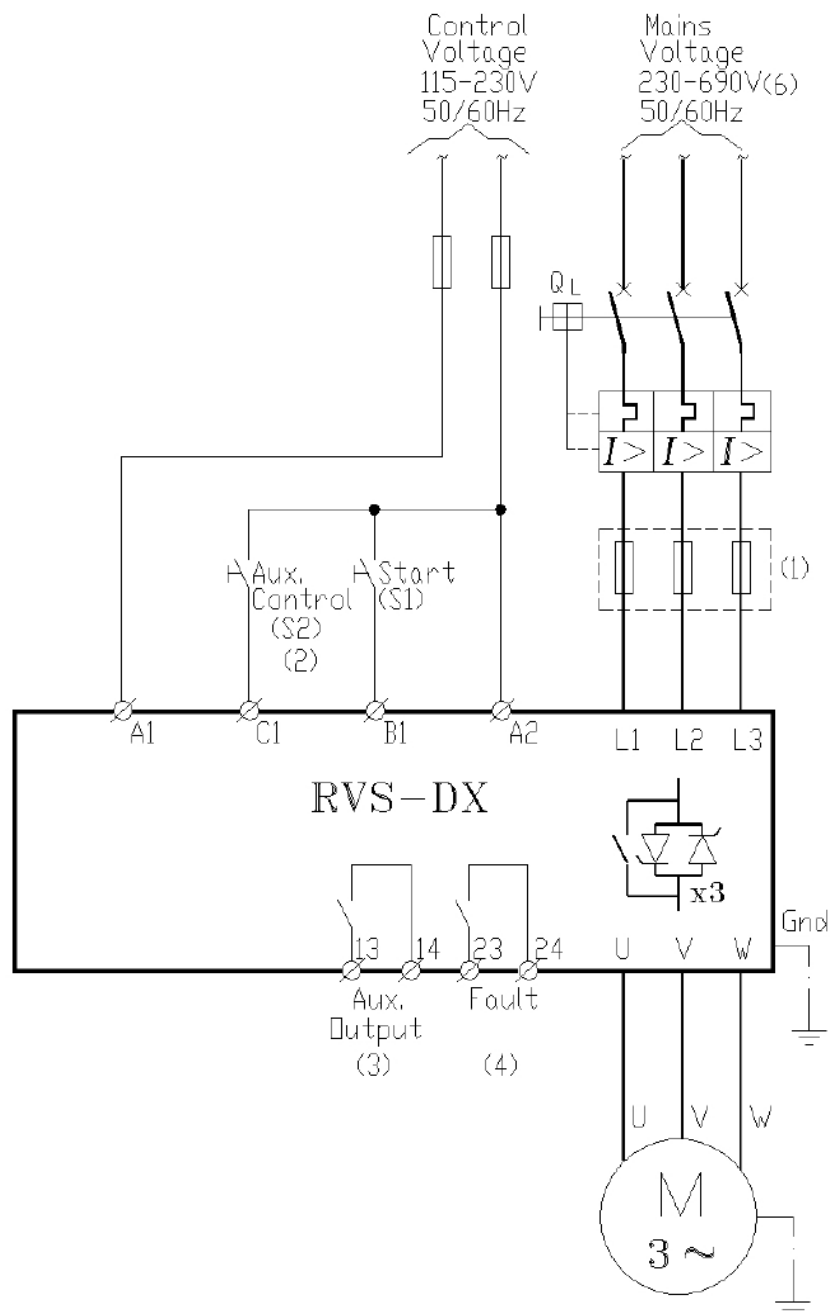 Control
Voltage
115-230V
50/60Hz
Mains
Voltage
230-690V(6)
50/60Hz
QL
I> I> I>
(1)
Aux.
Control
(S2)
(2)
Start
(S1)
A1
C1
B1
A2
L1 L2 L3
RVS-DX
x3
Gnd
13 14 23 24
U V W
Aux.
Output
(3)
Fault
(4)
U V W
M
3 ~